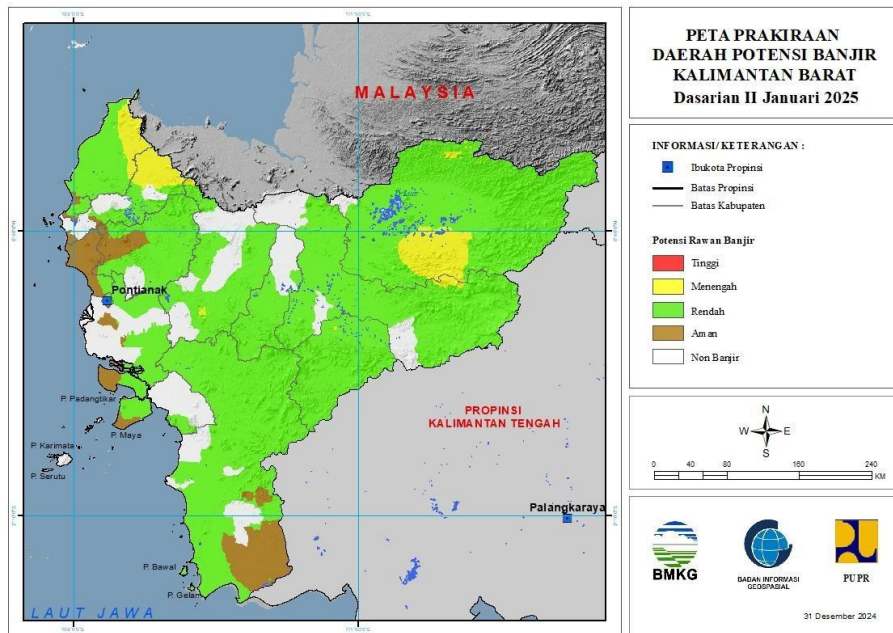 PETA PRAKIRAAN
DAERAH POTENSI BANJIR
KALIMANTAN BARAT
Dasarian II Januari 2025
INFORMASI/ KETERANGAN :
Ibukota Propinsi
Batas Propinsi
Batas Kabupaten
Potensi Rawan Banjir
Tinggi
Menengah
Rendah
Aman
Non Banjir
N
W E
S
0 40 80 160 240
KM
BMKG
BADAN INFORMASI
GEOSPASIAL
PUPR
31 Desember 2024
MALAYSIA
Pontianak
P. Padangtikar
P. Maya
P. Karimata
P. Serutu
PROPINSI
KALIMANTAN TENGAH
Palangkaraya
P. Bawal
P. Gelam
LAUT JAWA